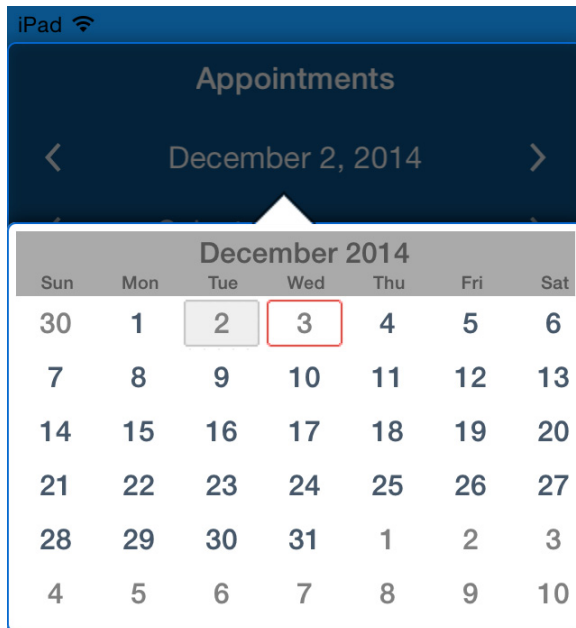 iPad
Appointments
December 2, 2014
December 2014
Sun Mon Tue Wed Thu Fri Sat
30 1 2 3 4 5 6
7 8 9 10 11 12 13
14 15 16 17 18 19 20
21 22 23 24 25 26 27
28 29 30 31 1 2 3
4 5 6 7 8 9 10